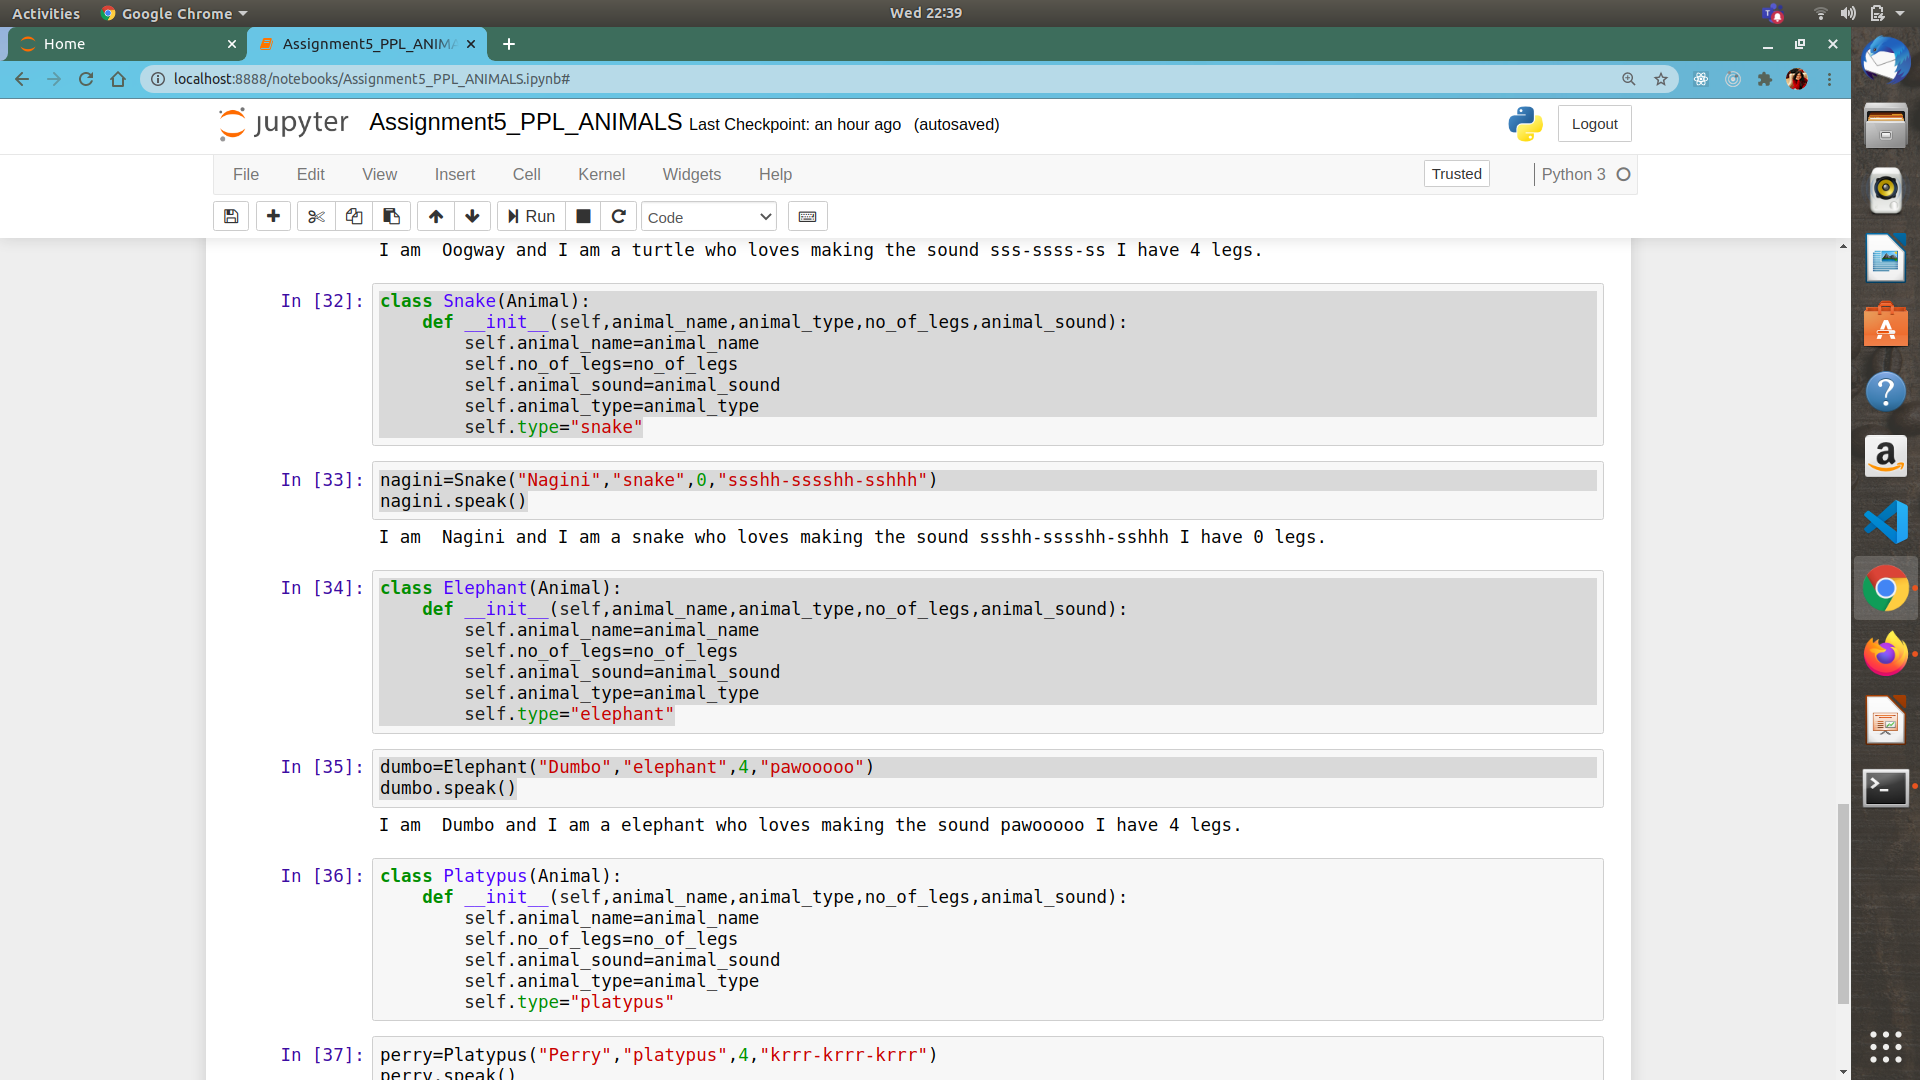 Activities Google Chrome Wed 22:39
Home Assignment5_PPL_ANIMA
localhost:8888/notebooks/Assignment5_PPL_ANIMALS.ipynb#
jupyter Assignment5_PPL_ANIMALS Last Checkpoint: an hour ago (autosaved) Logout
File Edit View Insert Cell Kernel Widgets Help Trusted Python 3
Run Code
I am  Oogway and I am a turtle who loves making the sound sss-ssss-ss I have 4 legs.
In [32]: class Snake(Animal):
    def __init__(self,animal_name,animal_type,no_of_legs,animal_sound):
        self.animal_name=animal_name
        self.no_of_legs=no_of_legs
        self.animal_sound=animal_sound
        self.animal_type=animal_type
        self.type="snake"
In [33]: nagini=Snake("Nagini","snake",0,"ssshh-sssshh-sshhh")
nagini.speak()
I am  Nagini and I am a snake who loves making the sound ssshh-sssshh-sshhh I have 0 legs.
In [34]: class Elephant(Animal):
    def __init__(self,animal_name,animal_type,no_of_legs,animal_sound):
        self.animal_name=animal_name
        self.no_of_legs=no_of_legs
        self.animal_sound=animal_sound
        self.animal_type=animal_type
        self.type="elephant"
In [35]: dumbo=Elephant("Dumbo","elephant",4,"pawooooo")
dumbo.speak()
I am  Dumbo and I am a elephant who loves making the sound pawooooo I have 4 legs.
In [36]: class Platypus(Animal):
    def __init__(self,animal_name,animal_type,no_of_legs,animal_sound):
        self.animal_name=animal_name
        self.no_of_legs=no_of_legs
        self.animal_sound=animal_sound
        self.animal_type=animal_type
        self.type="platypus"
In [37]: perry=Platypus("Perry","platypus",4,"krrr-krrr-krrr")
perry.speak()